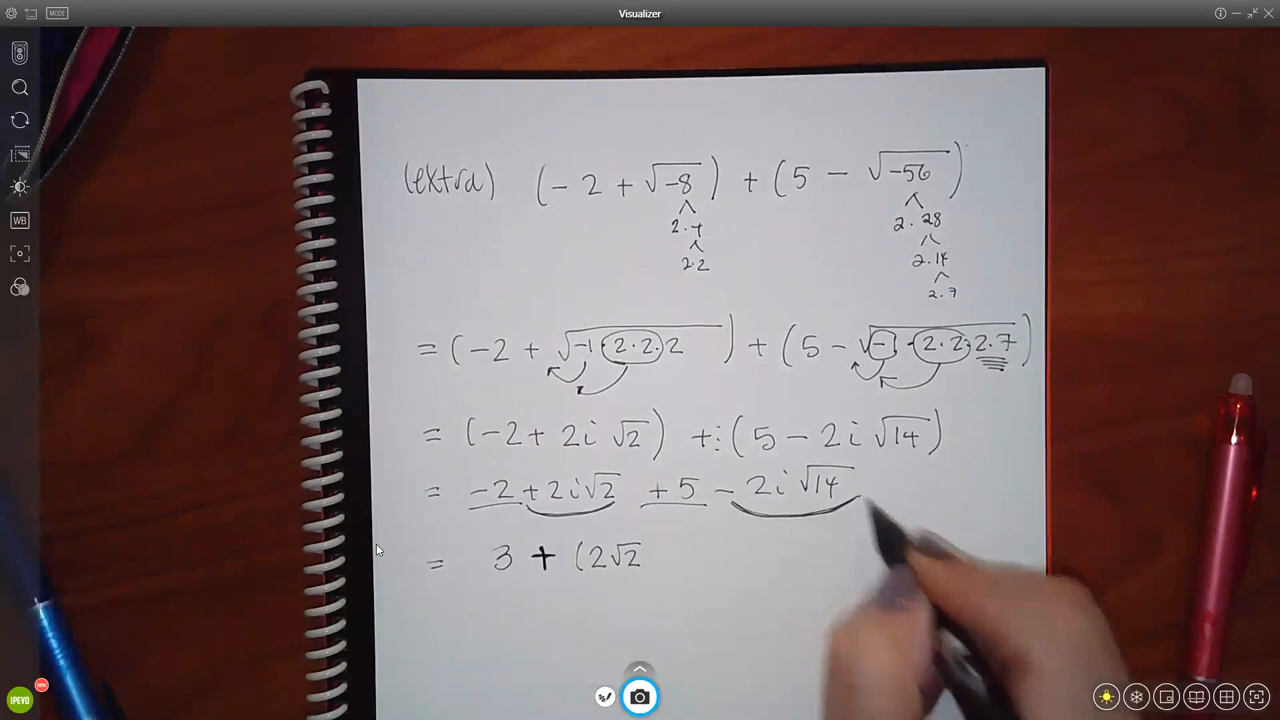 MODE
Visualizer
(extra) (-2 + √-8) + (5 - √-56)
2·4 2·28
2·2 2·14
2·7
= (-2 + √-1·2·2·2) + (5 - √-1·2·2·2·7)
= (-2 + 2i √2) + (5 - 2i √14)
= -2 + 2i√2 + 5 - 2i √14
= 3 + (2√2
WB
IPEVO
new